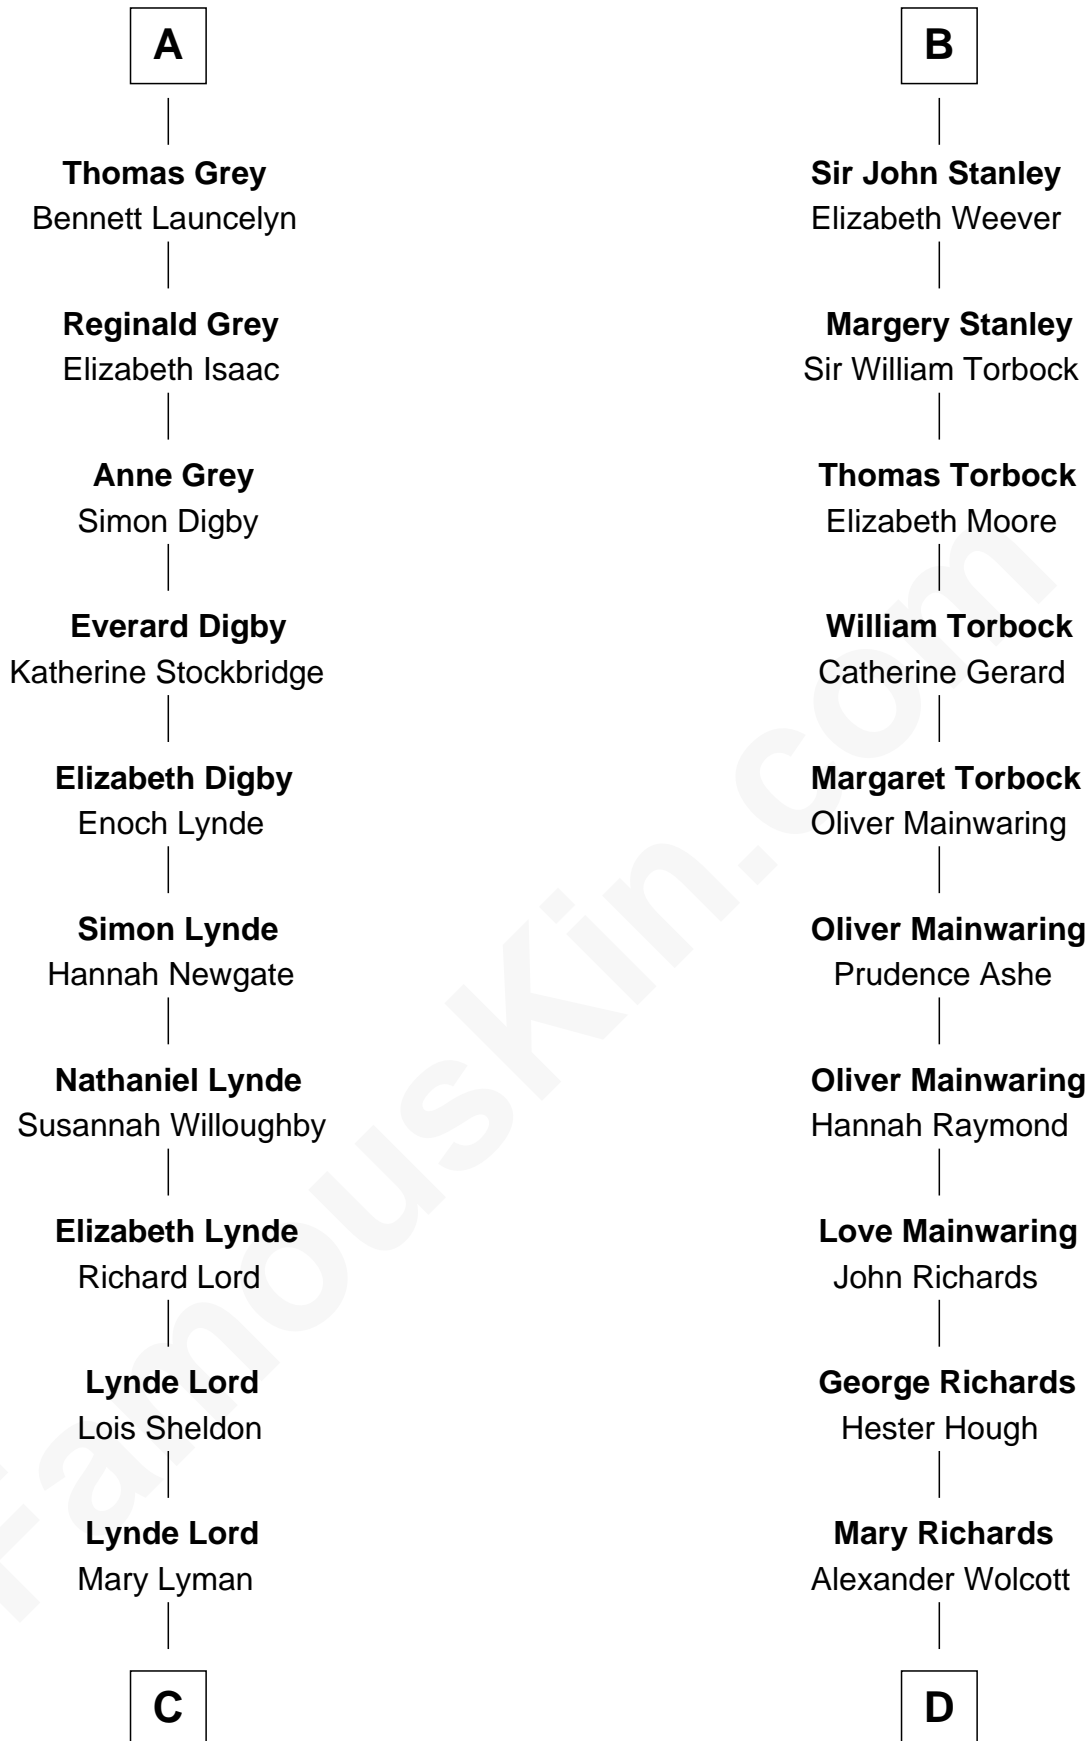 A
Thomas Grey
Bennett Launcelyn
Reginald Grey
Elizabeth Isaac
Anne Grey
Simon Digby
Everard Digby
Katherine Stockbridge
Elizabeth Digby
Enoch Lynde
Simon Lynde
Hannah Newgate
Nathaniel Lynde
Susannah Willoughby
Elizabeth Lynde
Richard Lord
Lynde Lord
Lois Sheldon
Lynde Lord
Mary Lyman
C
B
Sir John Stanley
Elizabeth Weever
Margery Stanley
Sir William Torbock
Thomas Torbock
Elizabeth Moore
William Torbock
Catherine Gerard
Margaret Torbock
Oliver Mainwaring
Oliver Mainwaring
Prudence Ashe
Oliver Mainwaring
Hannah Raymond
Love Mainwaring
John Richards
George Richards
Hester Hough
Mary Richards
Alexander Wolcott
D
FamousKin.com